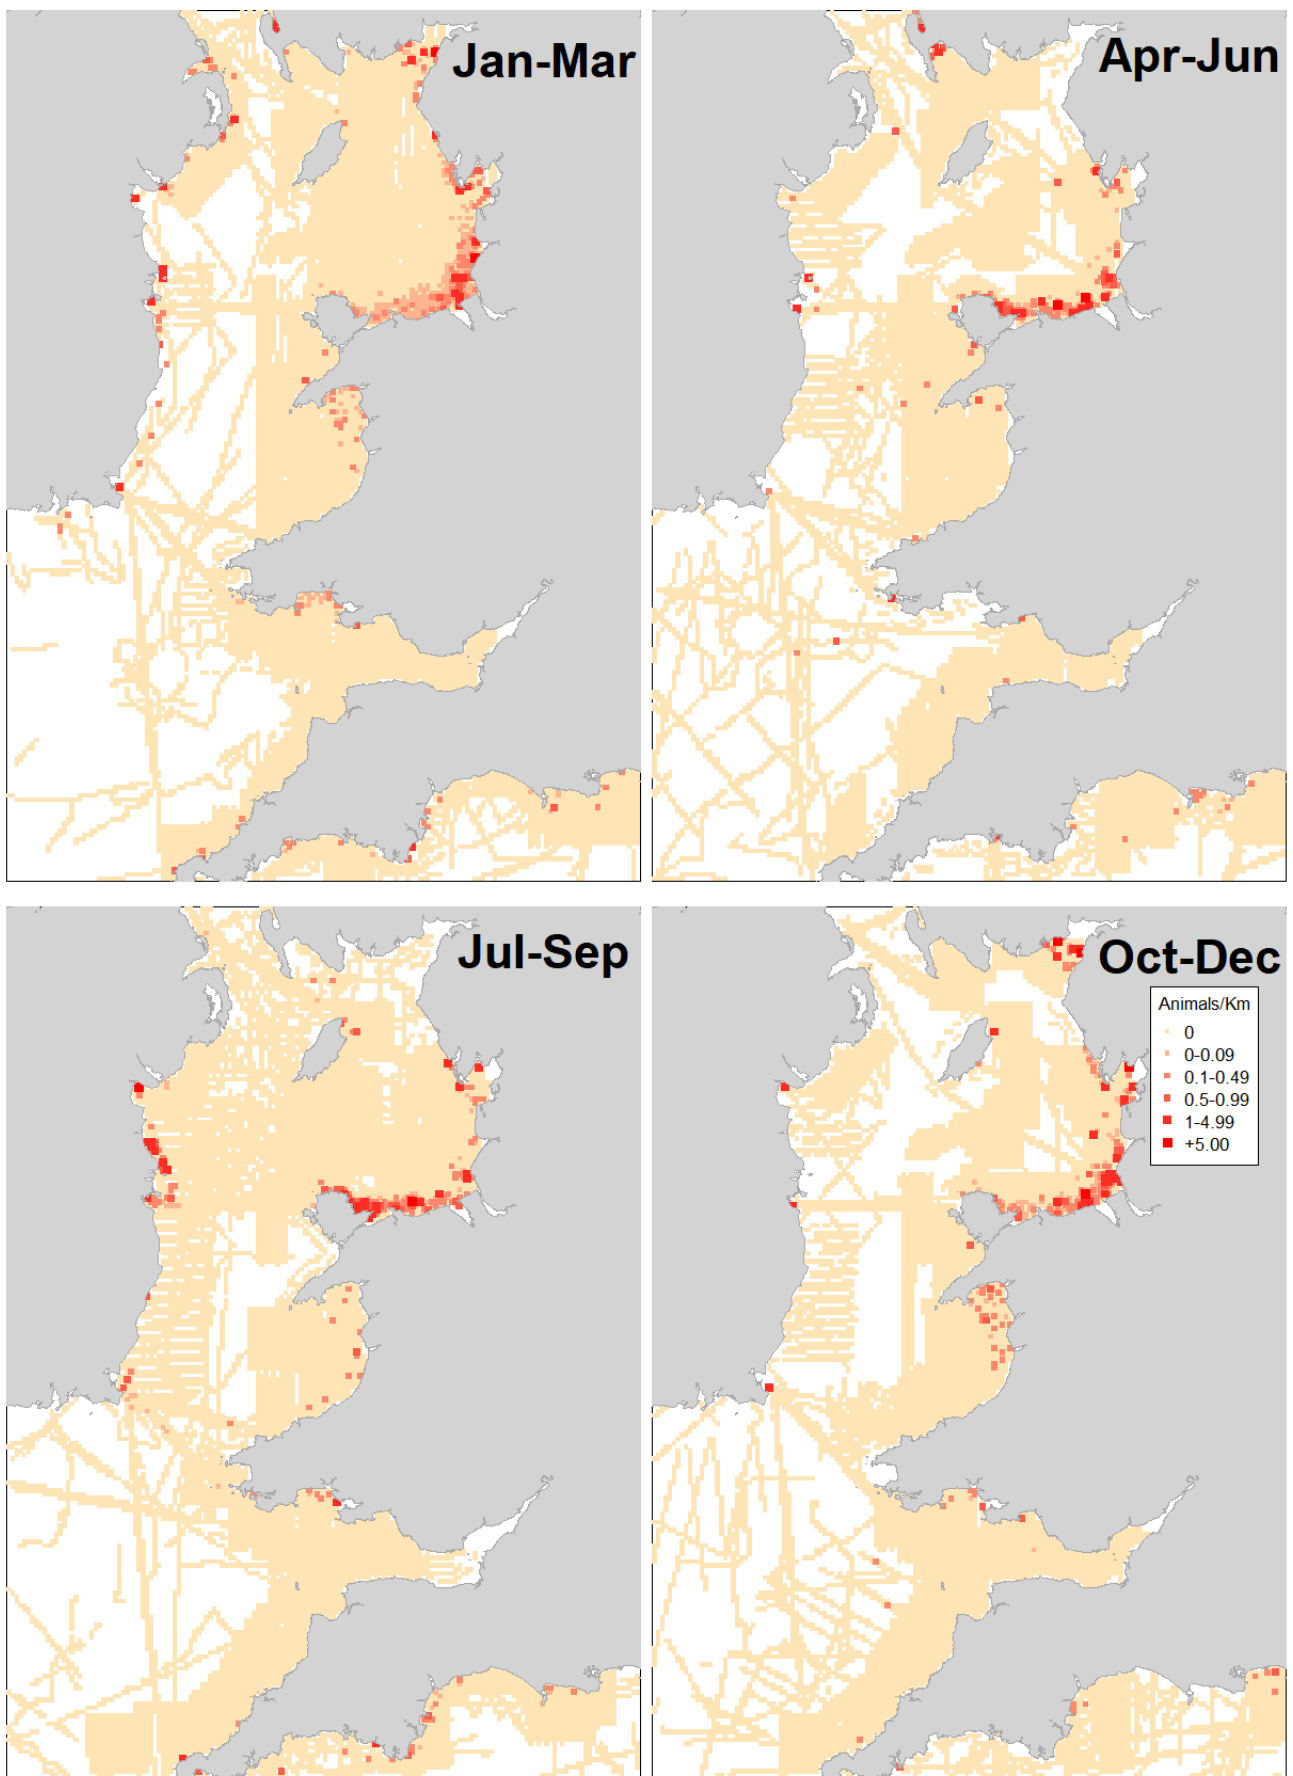 Jan-Mar
Apr-Jun
Jul-Sep
Oct-Dec
Animals/Km
0
0-0.09
0.1-0.49
0.5-0.99
1-4.99
+5.00